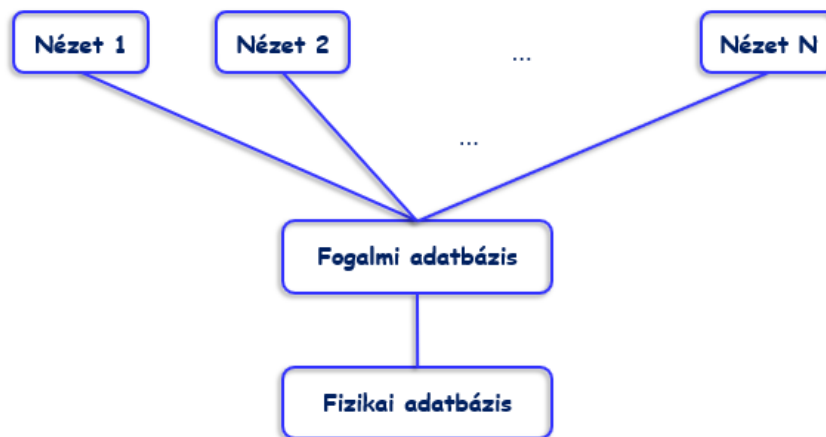 Nézet 1
Nézet 2
...
Nézet N
...
Fogalmi adatbázis
Fizikai adatbázis